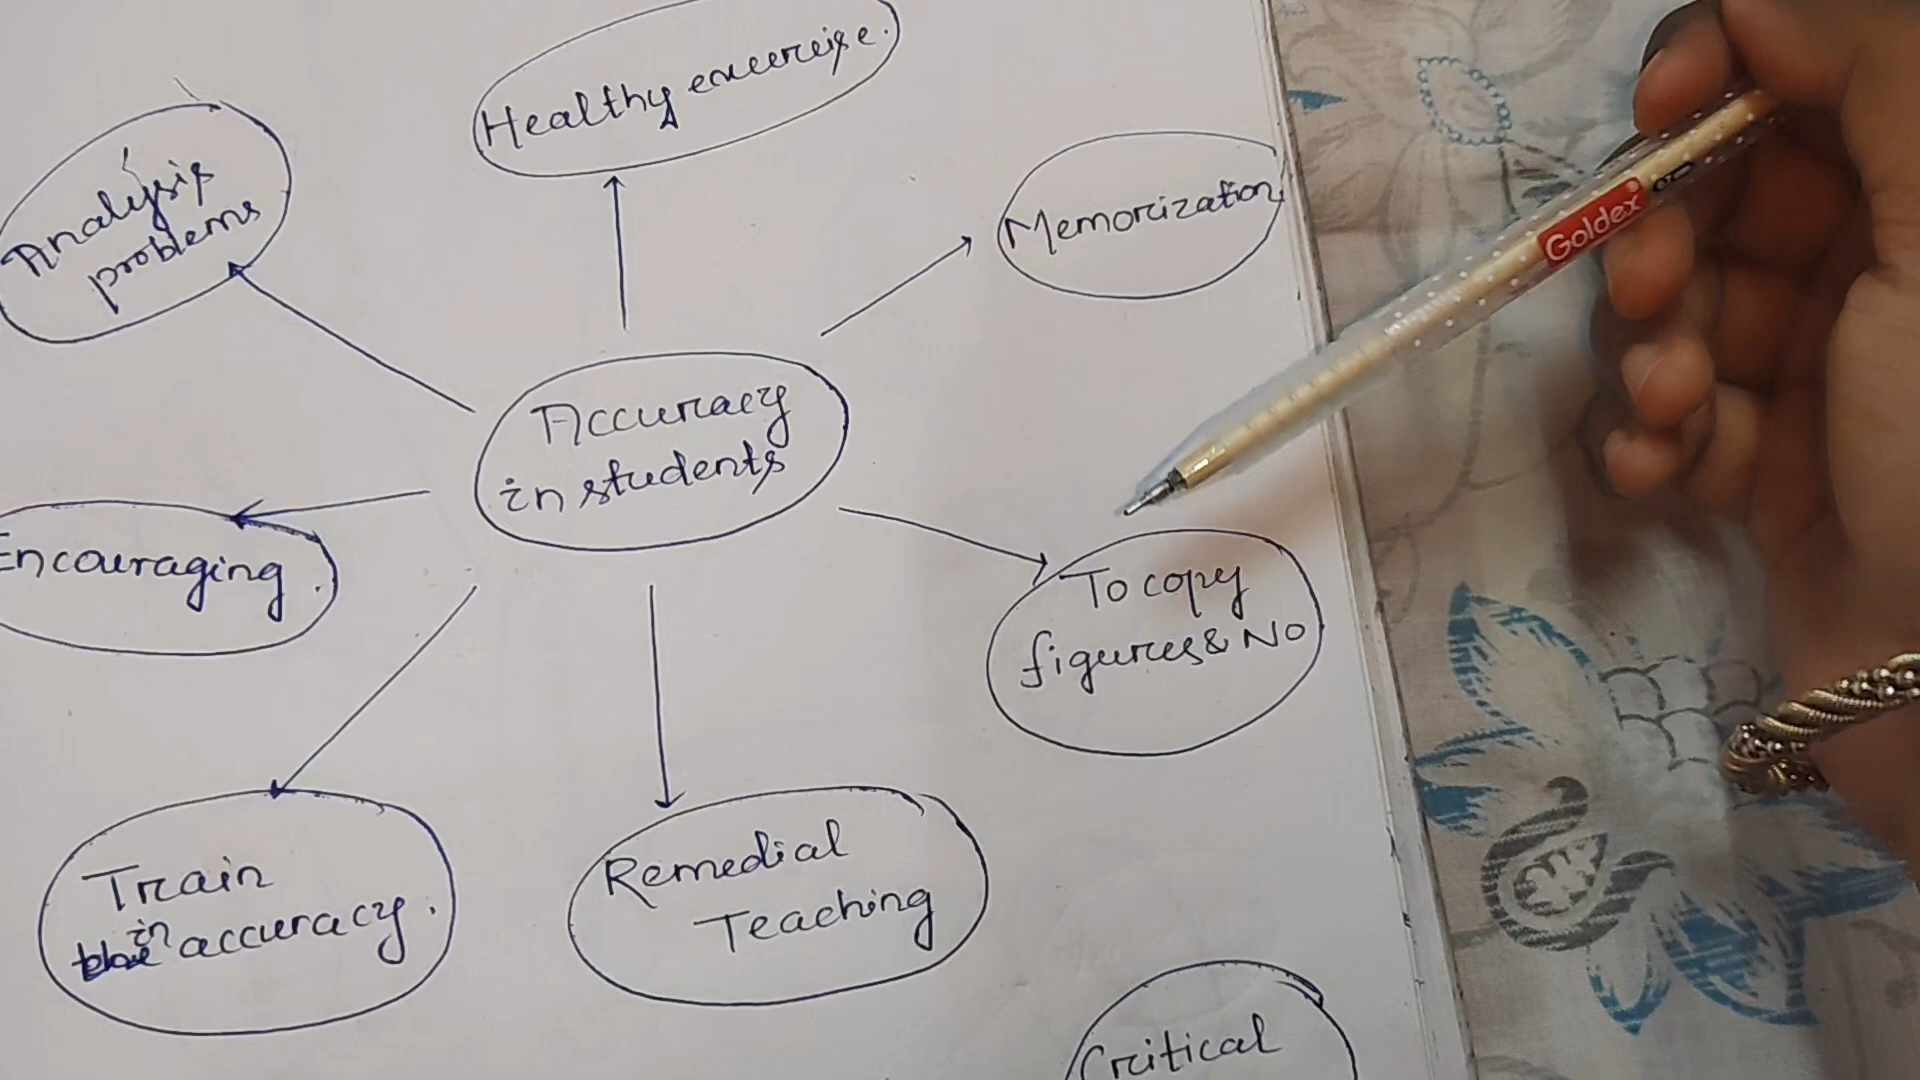 Healthy exercise.
Analysis
problems
Memorization
Goldex
Accuracy
in students
Encouraging.
To copy
figures & No
Train
in accuracy.
Remedial
Teaching
Critical